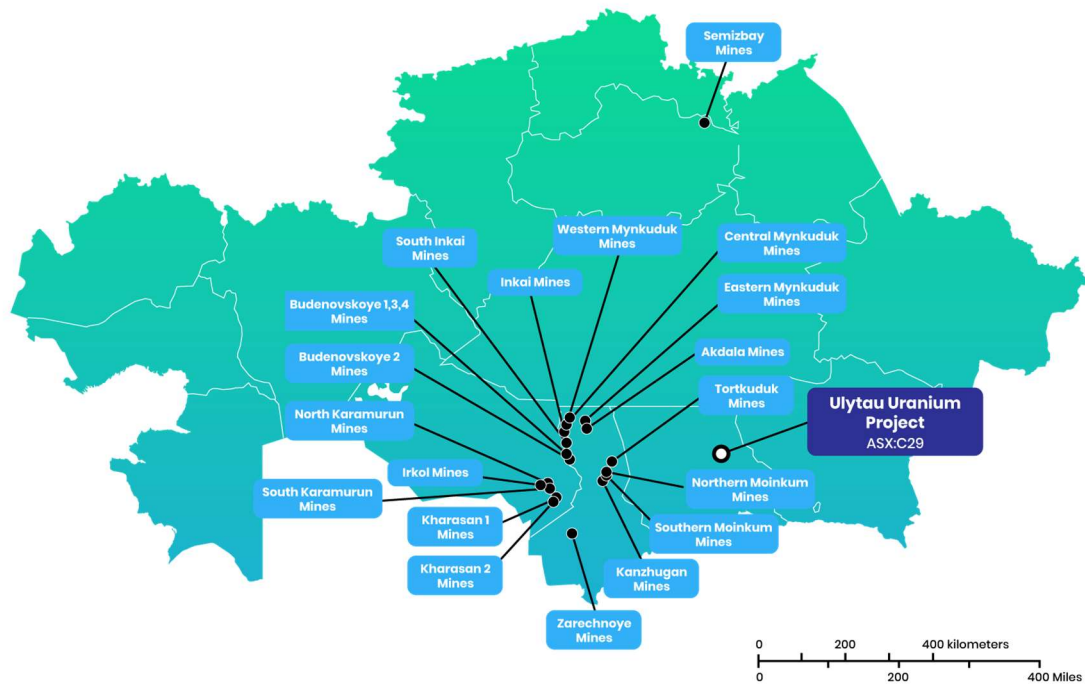 Semizbay
Mines
Western Mynkuduk
Mines
Central Mynkuduk
Mines
South Inkai
Mines
Inkai Mines
Eastern Mynkuduk
Mines
Budenovskoye 1,3,4
Mines
Akdala Mines
Budenovskoye 2
Mines
Tortkuduk
Mines
Ulytau Uranium
Project
ASX:C29
North Karamurun
Mines
Irkol Mines
Northern Moinkum
Mines
South Karamurun
Mines
Kharasan 1
Mines
Southern Moinkum
Mines
Kharasan 2
Mines
Kanzhugan
Mines
Zarechnoye
Mines
0 200 400 kilometers
0 200 400 Miles